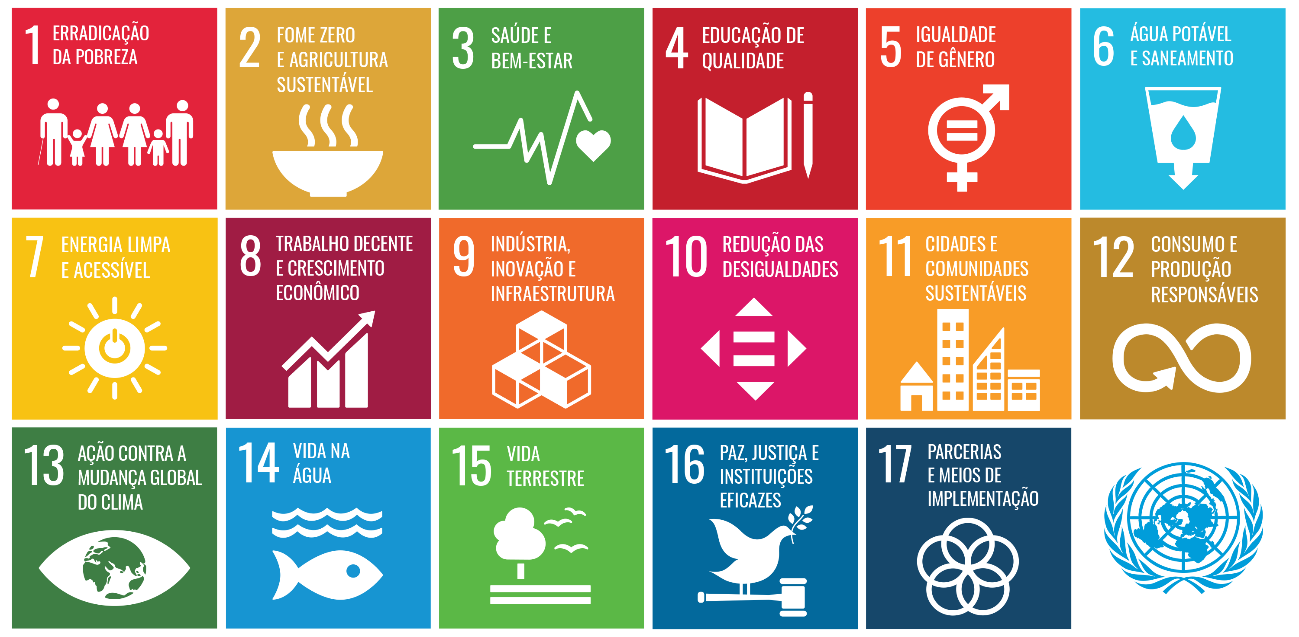 1 ERRADICAÇÃO
DA POBREZA
2 FOME ZERO
E AGRICULTURA
SUSTENTÁVEL
3 SAÚDE E
BEM-ESTAR
4 EDUCAÇÃO DE
QUALIDADE
5 IGUALDADE
DE GÊNERO
6 ÁGUA POTÁVEL
E SANEAMENTO
7 ENERGIA LIMPA
E ACESSÍVEL
8 TRABALHO DECENTE
E CRESCIMENTO
ECONÔMICO
9 INDÚSTRIA,
INOVAÇÃO E
INFRAESTRUTURA
10 REDUÇÃO DAS
DESIGUALDADES
11 CIDADES E
COMUNIDADES
SUSTENTÁVEIS
12 CONSUMO E
PRODUÇÃO
RESPONSÁVEIS
13 AÇÃO CONTRA A
MUDANÇA GLOBAL
DO CLIMA
14 VIDA NA
ÁGUA
15 VIDA
TERRESTRE
16 PAZ, JUSTIÇA E
INSTITUIÇÕES
EFICAZES
17 PARCERIAS
E MEIOS DE
IMPLEMENTAÇÃO